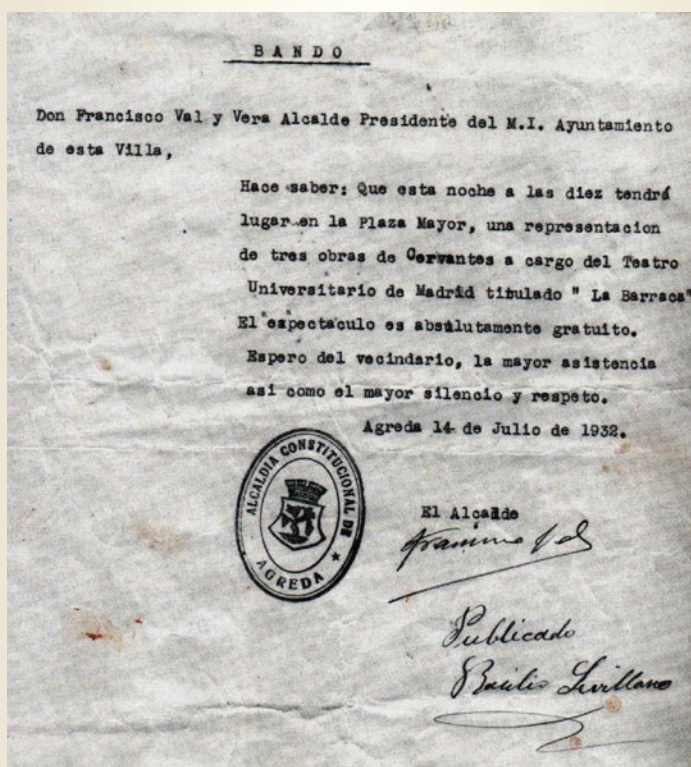 BANDO
Don Francisco Val y Vera Alcalde Presidente del M.I. Ayuntamiento
de esta Villa,
Hace saber: Que esta noche a las diez tendrá
lugar en la Plaza Mayor, una representacion
de tres obras de Cervantes a cargo del Teatro
Universitario de Madrid titulado " La Barraca"
El espectáculo es absolutamente gratuito.
Espero del vecindario, la mayor asistencia
asi como el mayor silencio y respeto.
Agreda 14 de Julio de 1932.
ALCALDIA CONSTITUCIONAL DE
AGREDA
El Alcalde
Francisco Val
Publicado
Basilio Sevillano